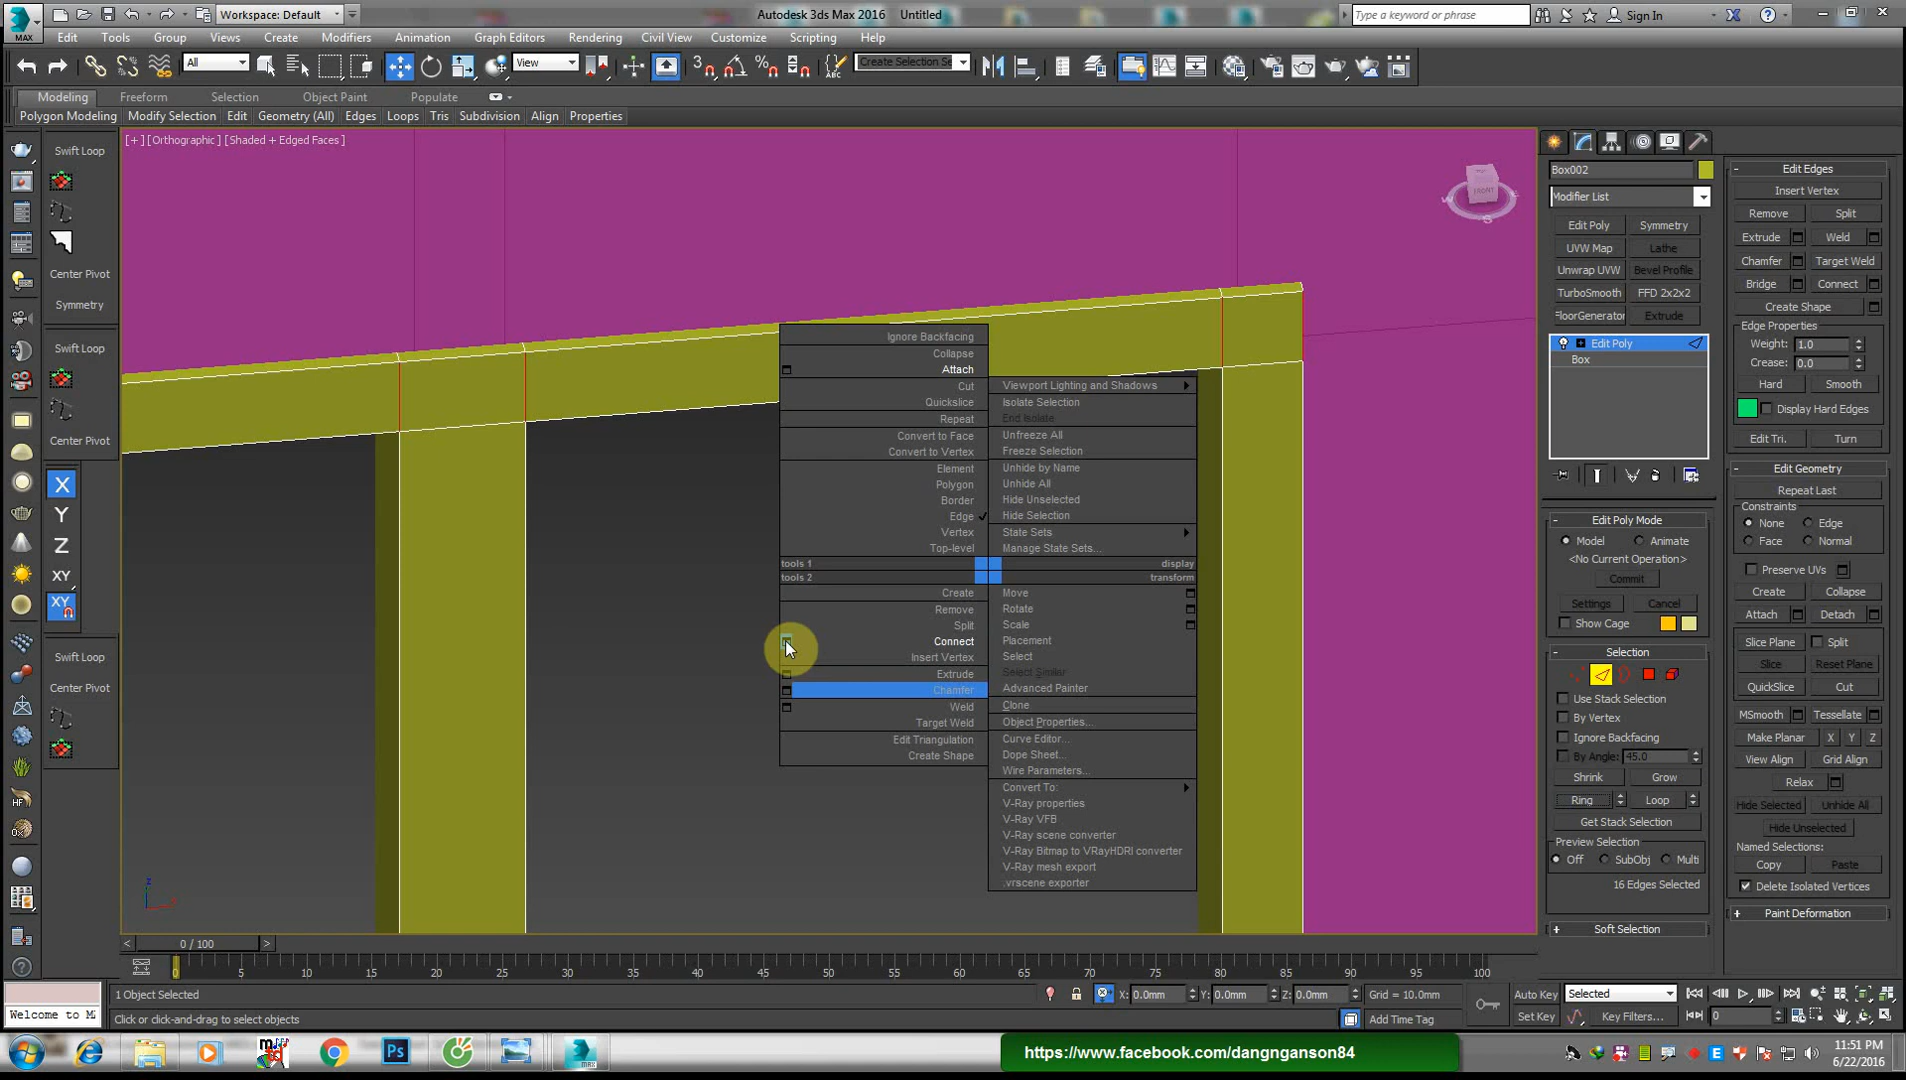 MAX
Workspace: Default
Autodesk 3ds Max 2016
Untitled
Type a keyword or phrase
Sign In
Edit
Tools
Group
Views
Create
Modifiers
Animation
Graph Editors
Rendering
Civil View
Customize
Scripting
Help
All
View
Create Selection Se
Modeling
Freeform
Selection
Object Paint
Populate
Polygon Modeling
Modify Selection
Edit
Geometry (All)
Edges
Loops
Tris
Subdivision
Align
Properties
[+] [Orthographic ] [Shaded + Edged Faces ]
FRONT
Swift Loop
Center Pivot
Symmetry
Swift Loop
Center Pivot
X
Y
Z
XY
XY
Swift Loop
Center Pivot
Ignore Backfacing
Collapse
Attach
Cut
Quickslice
Repeat
Convert to Face
Convert to Vertex
Element
Polygon
Border
Edge
Vertex
Top-level
tools 1
tools 2
Create
Remove
Split
Connect
Insert Vertex
Extrude
Chamfer
Weld
Target Weld
Edit Triangulation
Create Shape
Viewport Lighting and Shadows
Isolate Selection
End Isolate
Unfreeze All
Freeze Selection
Unhide by Name
Unhide All
Hide Unselected
Hide Selection
State Sets
Manage State Sets...
display
transform
Move
Rotate
Scale
Placement
Select
Select Similar
Advanced Painter
Clone
Object Properties...
Curve Editor...
Dope Sheet...
Wire Parameters...
Convert To:
V-Ray properties
V-Ray VFB
V-Ray scene converter
V-Ray Bitmap to VRayHDRI converter
V-Ray mesh export
.vrscene exporter
Box002
Modifier List
Edit Poly
Symmetry
UVW Map
Lathe
Unwrap UVW
Bevel Profile
TurboSmooth
FFD 2x2x2
FloorGenerator
Extrude
Edit Poly
Box
Edit Poly Mode
Model
Animate
<No Current Operation>
Commit
Settings
Cancel
Show Cage
Selection
Use Stack Selection
By Vertex
Ignore Backfacing
By Angle:
45.0
Shrink
Grow
Ring
Loop
Get Stack Selection
Preview Selection
Off
SubObj
Multi
16 Edges Selected
Soft Selection
Edit Edges
Insert Vertex
Remove
Split
Extrude
Weld
Chamfer
Target Weld
Bridge
Connect
Create Shape
Edge Properties
Weight:
1.0
Crease:
0.0
Hard
Smooth
Display Hard Edges
Edit Tri.
Turn
Edit Geometry
Repeat Last
Constraints
None
Edge
Face
Normal
Preserve UVs
Create
Collapse
Attach
Detach
Slice Plane
Split
Slice
Reset Plane
QuickSlice
Cut
MSmooth
Tessellate
Make Planar
X
Y
Z
View Align
Grid Align
Relax
Hide Selected
Unhide All
Hide Unselected
Named Selections:
Copy
Paste
Delete Isolated Vertices
Paint Deformation
0 / 100
0
5
10
15
20
25
30
35
40
45
50
55
60
65
70
75
80
85
90
95
100
1 Object Selected
X:
0.0mm
Y:
0.0mm
Z:
0.0mm
Grid = 10.0mm
Auto Key
Selected
Welcome to M
Click or click-and-drag to select objects
Add Time Tag
Set Key
Key Filters...
0
Ps
MAX
https://www.facebook.com/dangnganson84
11:51 PM
6/22/2016